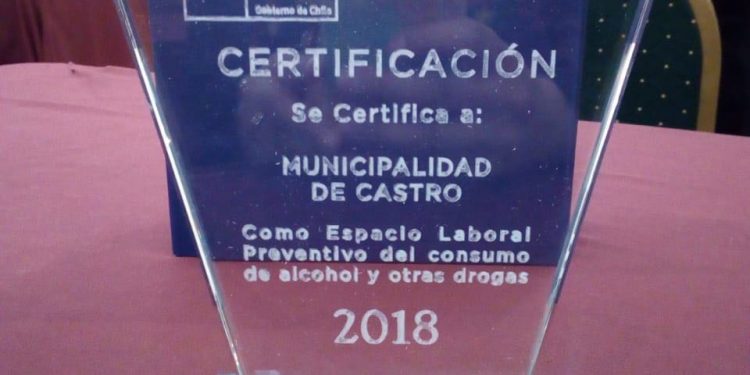 Gobierno de Chile
CERTIFICACIÓN
Se Certifica a:
MUNICIPALIDAD
DE CASTRO
Como Espacio Laboral
Preventivo del consumo
de alcohol y otras drogas
2018